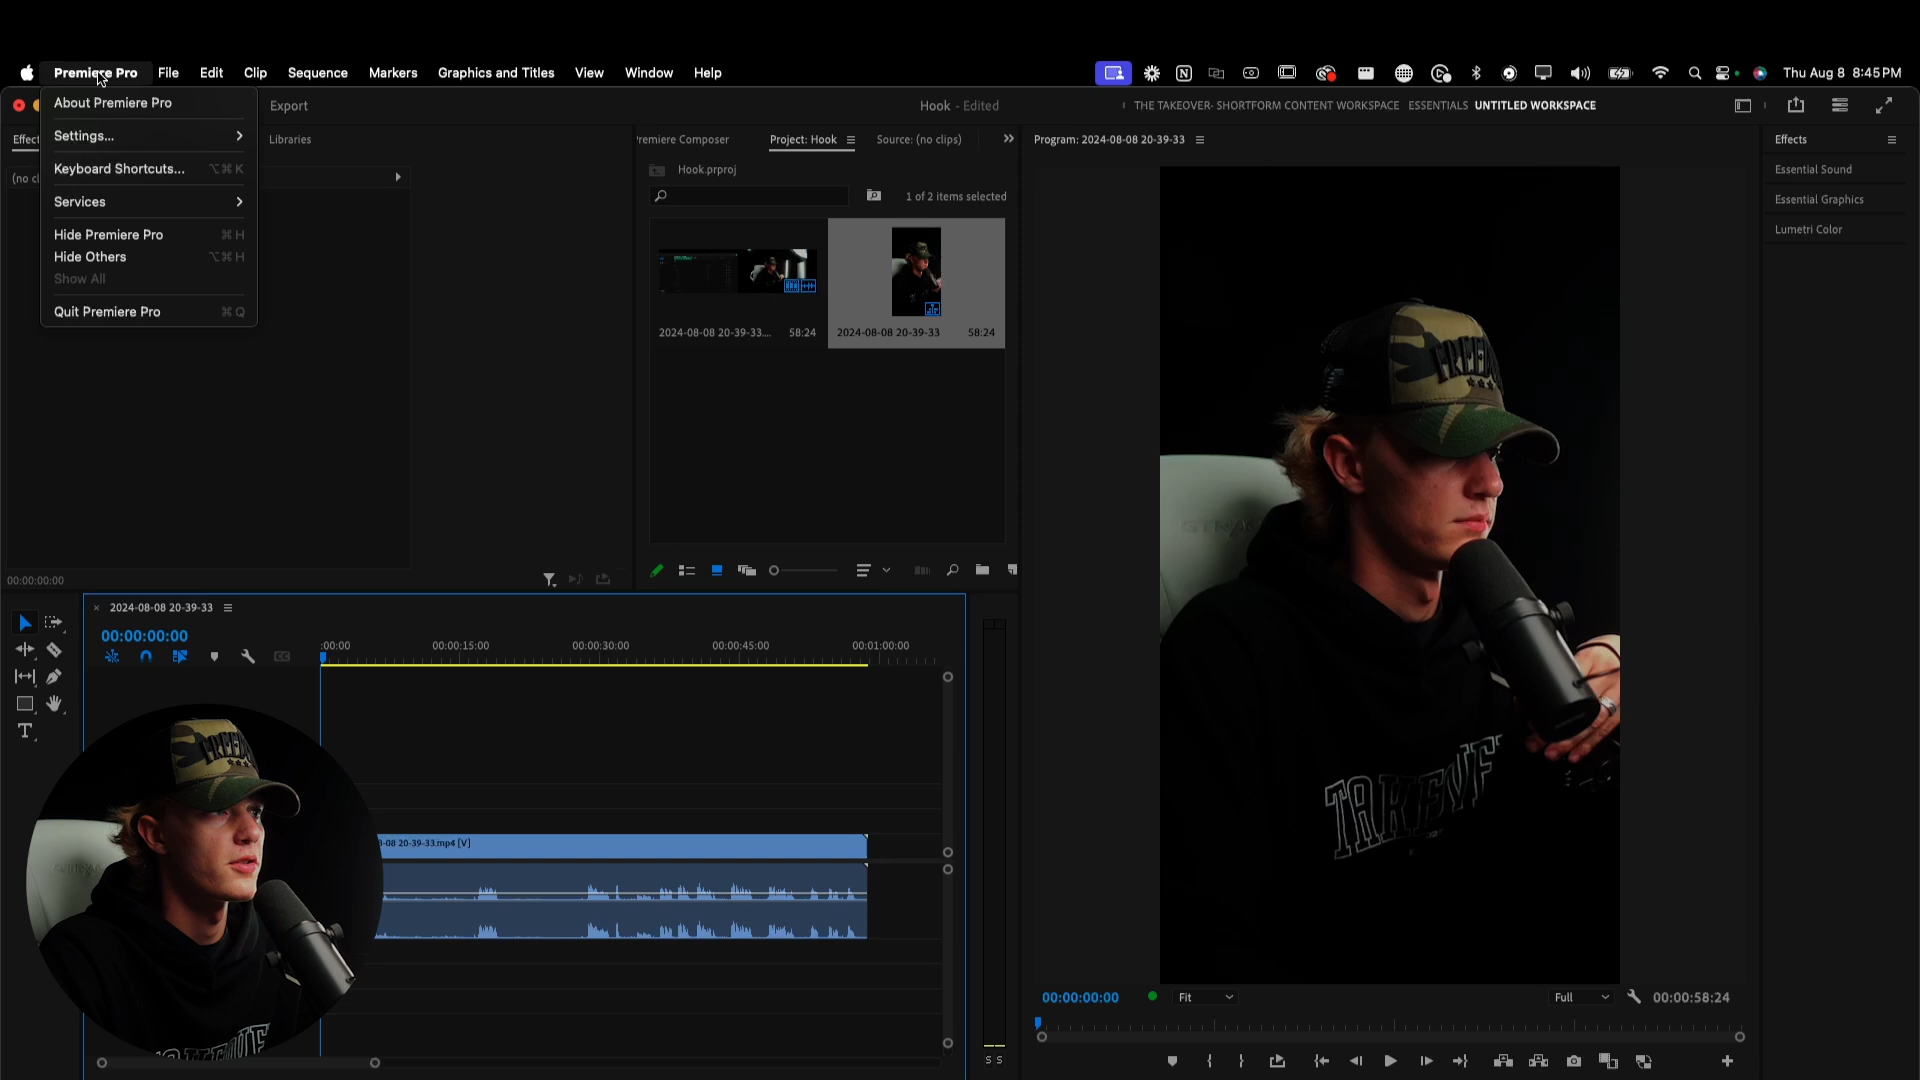 Premiere Pro File Edit Clip Sequence Markers Graphics and Titles View Window Help
Thu Aug 8 8:45 PM
Export
Hook - Edited
THE TAKEOVER- SHORTFORM CONTENT WORKSPACE ESSENTIALS UNTITLED WORKSPACE
About Premiere Pro
Settings...
Keyboard Shortcuts... ⌥⌘K
Services
Hide Premiere Pro ⌘H
Hide Others ⌥⌘H
Show All
Quit Premiere Pro ⌘Q
Effect
Libraries
(no cl
00:00:00:00
remiere Composer
Project: Hook
Source: (no clips)
Hook.prproj
1 of 2 items selected
2024-08-08 20-39-33.... 58:24
2024-08-08 20-39-33 58:24
Program: 2024-08-08 20-39-33
FREEDO
TAKEOVE
Effects
Essential Sound
Essential Graphics
Lumetri Color
2024-08-08 20-39-33
00:00:00:00
:00:00
00:00:15:00
00:00:30:00
00:00:45:00
00:01:00:00
-08 20-39-33.mp4 [V]
S S
00:00:00:00
Fit
Full
00:00:58:24